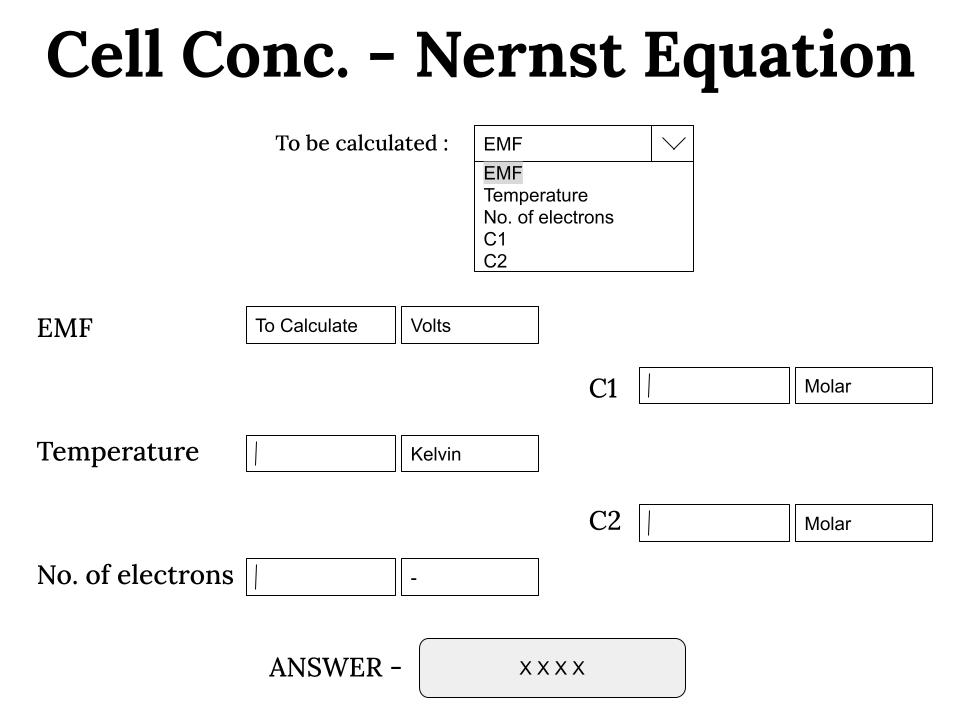 Cell Conc. - Nernst Equation
To be calculated :
EMF
EMF
Temperature
No. of electrons
C1
C2
EMF
To Calculate
Volts
C1
Molar
Temperature
Kelvin
C2
Molar
No. of electrons
-
ANSWER -
X X X X